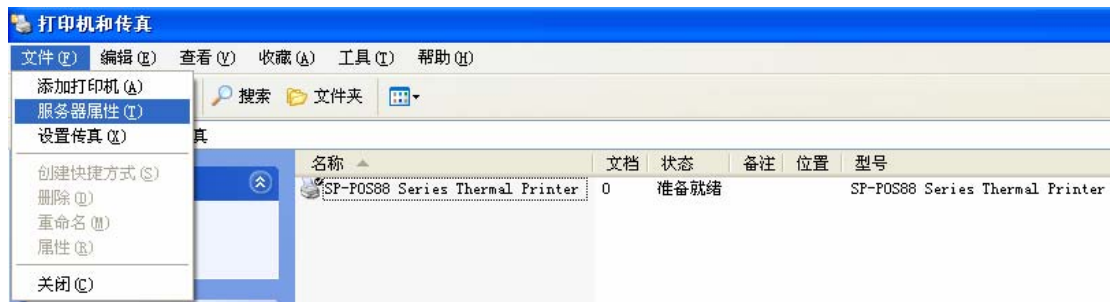 打印机和传真
文件(F) 编辑(E) 查看(V) 收藏(A) 工具(T) 帮助(H)
添加打印机(A)
服务器属性(T)
设置传真(X)
创建快捷方式(S)
删除(D)
重命名(M)
属性(R)
关闭(C)
搜索 文件夹
真
名称 文档 状态 备注 位置 型号
SP-POS88 Series Thermal Printer 0 准备就绪 SP-POS88 Series Thermal Printer